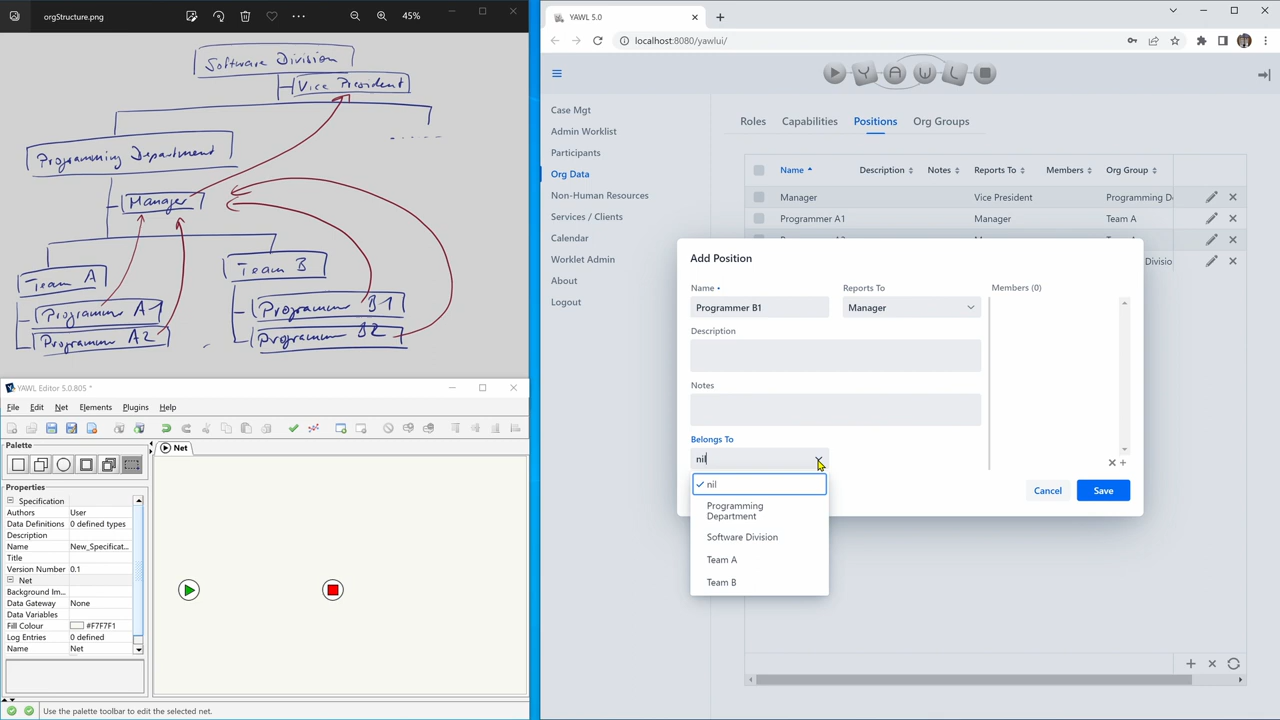 orgStructure.png
45%
Software Division
Vice President
Programming Department
Manager
Team A
Team B
Programmer A1
Programmer B1
Programmer A2
Programmer B2
YAWL Editor 5.0.805 *
File Edit Net Elements Plugins Help
Palette
Net
Properties
Specification
Authors User
Data Definitions 0 defined types
Description
Name New_Specificat...
Title
Version Number 0.1
Net
Background Im...
Data Gateway None
Data Variables
Fill Colour #F7F7F1
Log Entries 0 defined
Name Net
Use the palette toolbar to edit the selected net.
YAWL 5.0
localhost:8080/yawlui/
Y A W L
Case Mgt
Admin Worklist
Participants
Org Data
Non-Human Resources
Services / Clients
Calendar
Worklet Admin
About
Logout
Roles Capabilities Positions Org Groups
Name Description Notes Reports To Members Org Group
Manager Vice President Programming D
Programmer A1 Manager Team A
Divisio
Add Position
Name • Reports To Members (0)
Programmer B1 Manager
Description
Notes
Belongs To
nil
nil
Programming
Department
Software Division
Team A
Team B
Cancel Save